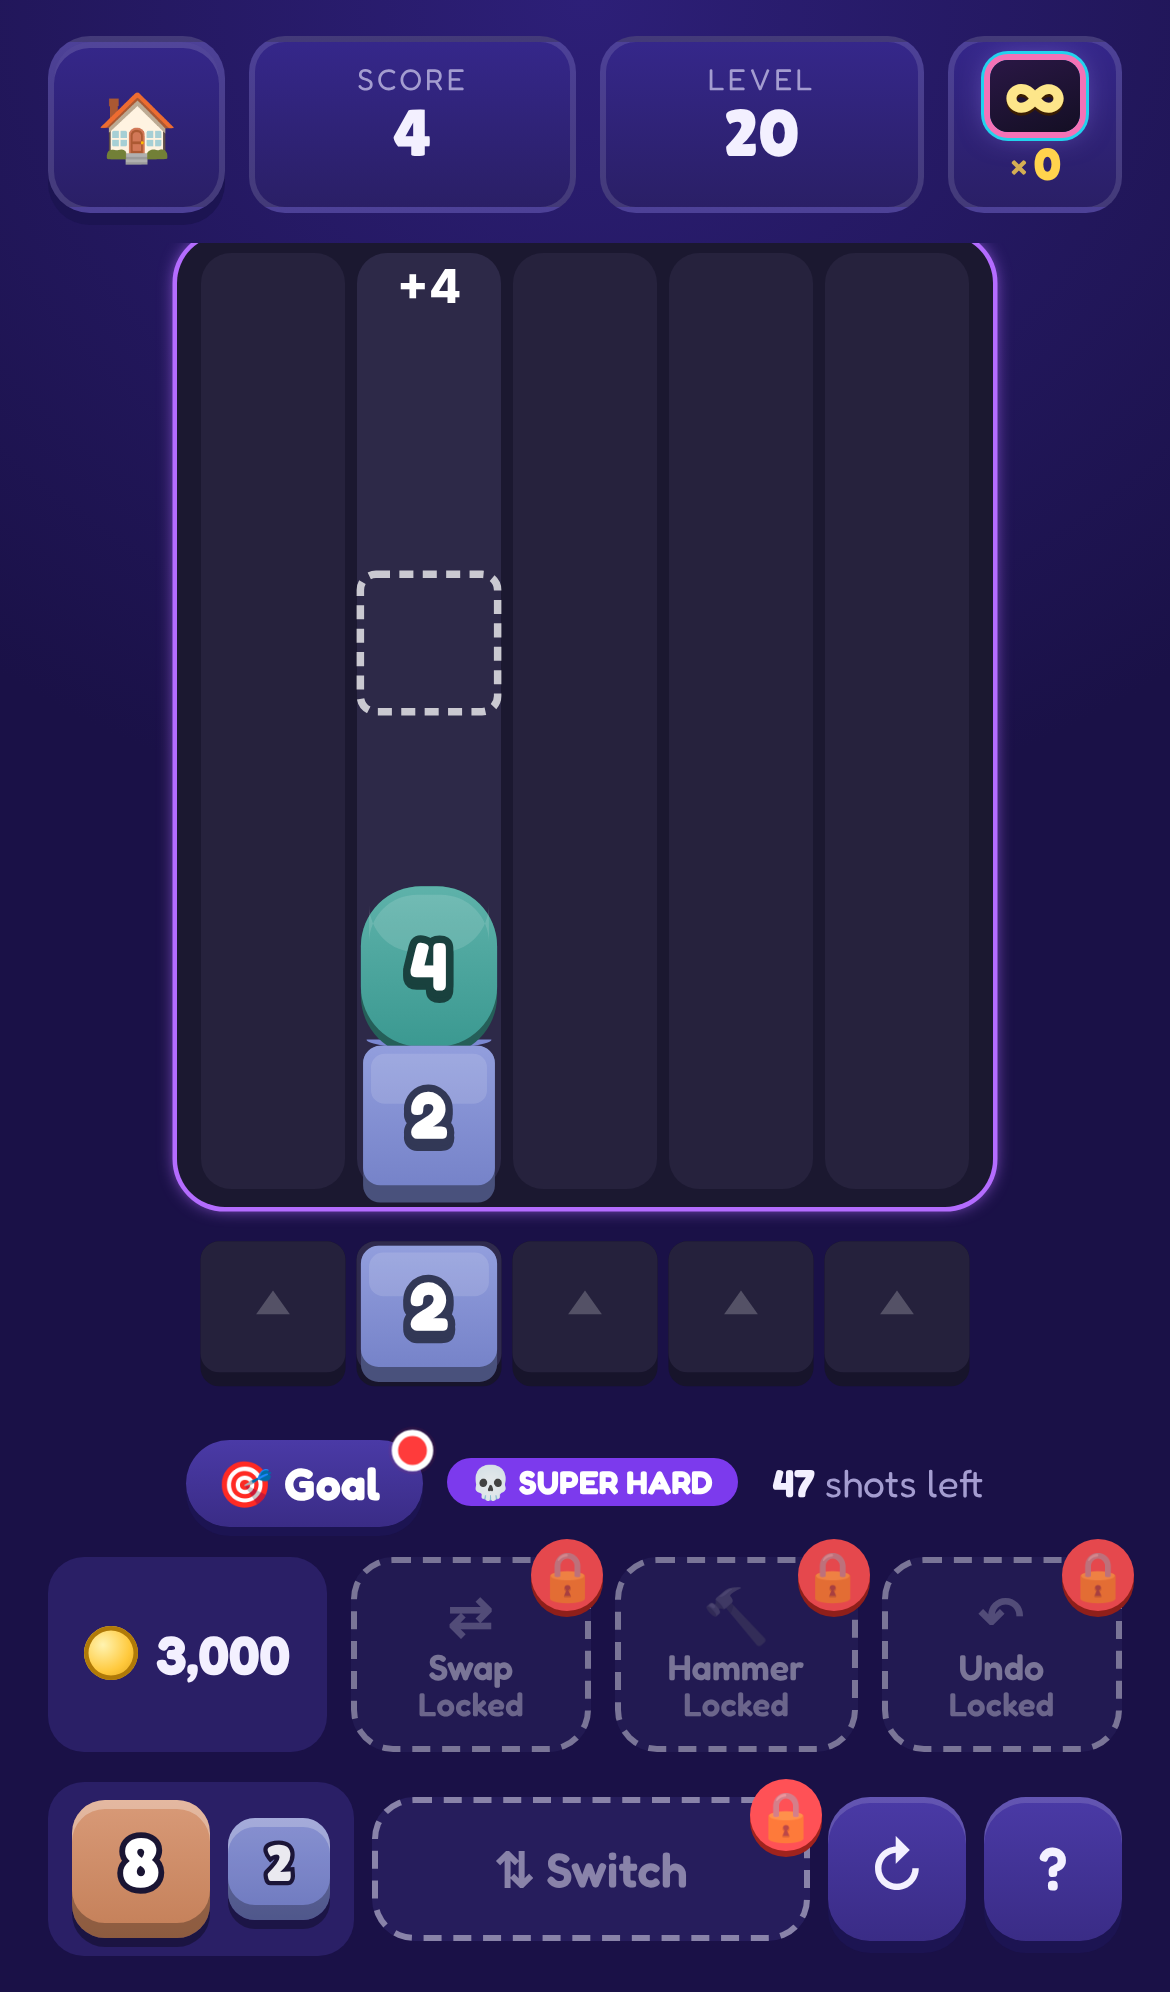 SCORE
4
LEVEL
20
∞
×0
+4
4
2
2
🎯 Goal
💀 SUPER HARD
47 shots left
3,000
⇄
Swap
Locked
Hammer
Locked
↶
Undo
Locked
8
2
⇅ Switch
↻
?